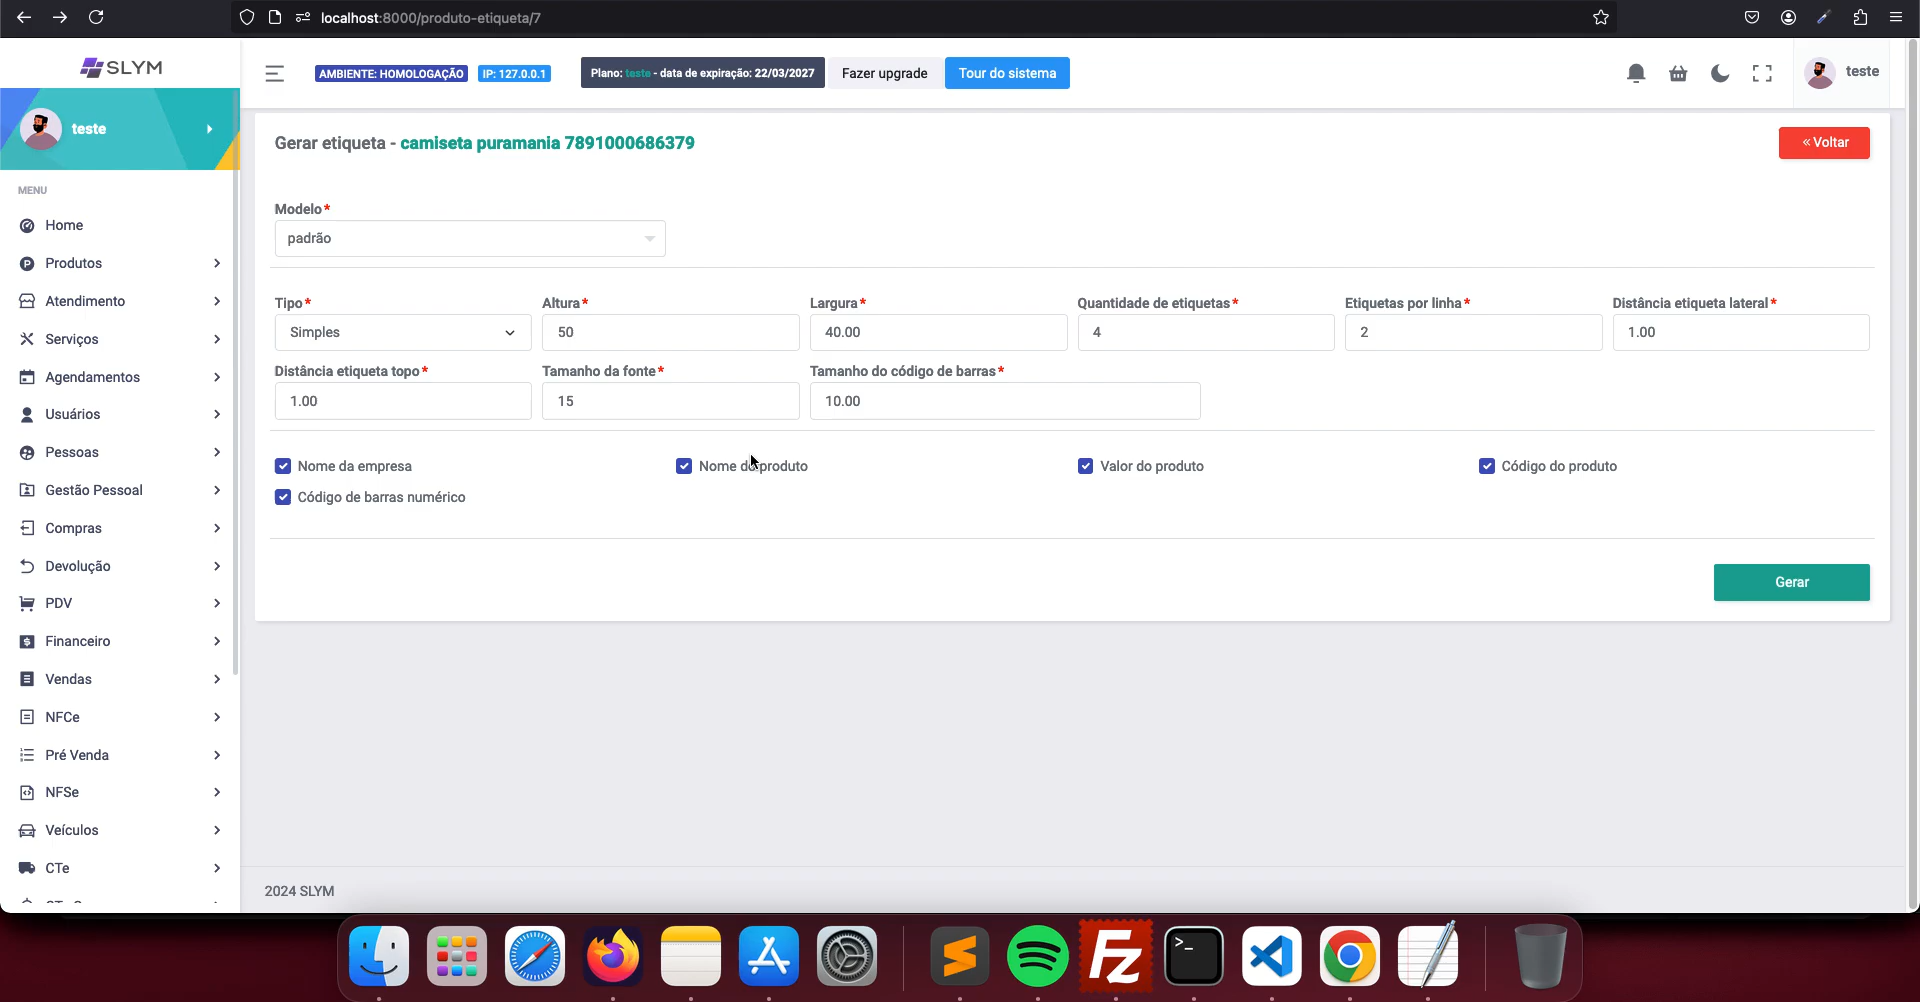 localhost:8000/produto-etiqueta/7
SLYM
AMBIENTE: HOMOLOGAÇÃO
IP: 127.0.0.1
Plano: teste - data de expiração: 22/03/2027
Fazer upgrade
Tour do sistema
teste
teste
MENU
Home
Produtos
Atendimento
Serviços
Agendamentos
Usuários
Pessoas
Gestão Pessoal
Compras
Devolução
PDV
Financeiro
Vendas
NFCe
Pré Venda
NFSe
Veículos
CTe
Gerar etiqueta - camiseta puramania 7891000686379
« Voltar
Modelo*
padrão
Tipo* Altura* Largura* Quantidade de etiquetas* Etiquetas por linha* Distância etiqueta lateral*
Simples 50 40.00 4 2 1.00
Distância etiqueta topo* Tamanho da fonte* Tamanho do código de barras*
1.00 15 10.00
Nome da empresa Nome do produto Valor do produto Código do produto
Código de barras numérico
Gerar
2024 SLYM